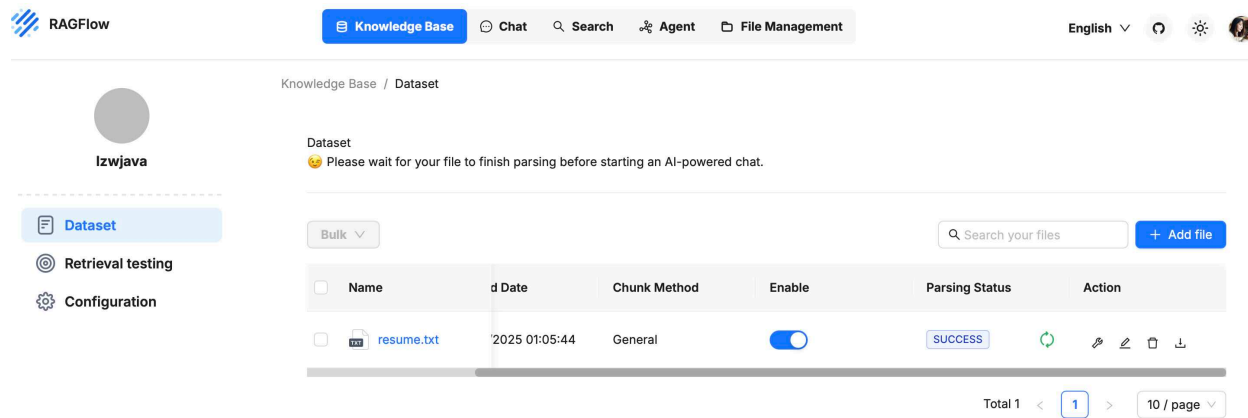 RAGFlow
Knowledge Base
Chat
Search
Agent
File Management
English
Knowledge Base / Dataset
lzwjava
Dataset
😉 Please wait for your file to finish parsing before starting an AI-powered chat.
Dataset
Retrieval testing
Configuration
Bulk
Search your files
+ Add file
Name d Date Chunk Method Enable Parsing Status Action
TXT resume.txt /2025 01:05:44 General SUCCESS
Total 1 < 1 > 10 / page